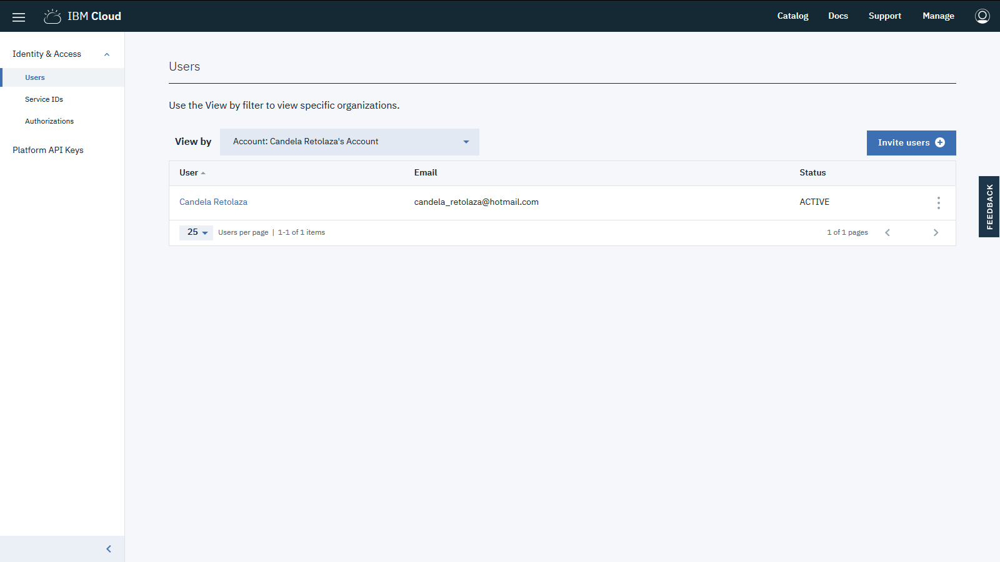 IBM Cloud
Catalog
Docs
Support
Manage
Identity & Access
Users
Service IDs
Authorizations
Platform API Keys
Users
Use the View by filter to view specific organizations.
View by
Account: Candela Retolaza's Account
Invite users
User
Email
Status
Candela Retolaza
candela_retolaza@hotmail.com
ACTIVE
25
Users per page | 1-1 of 1 items
1 of 1 pages
FEEDBACK